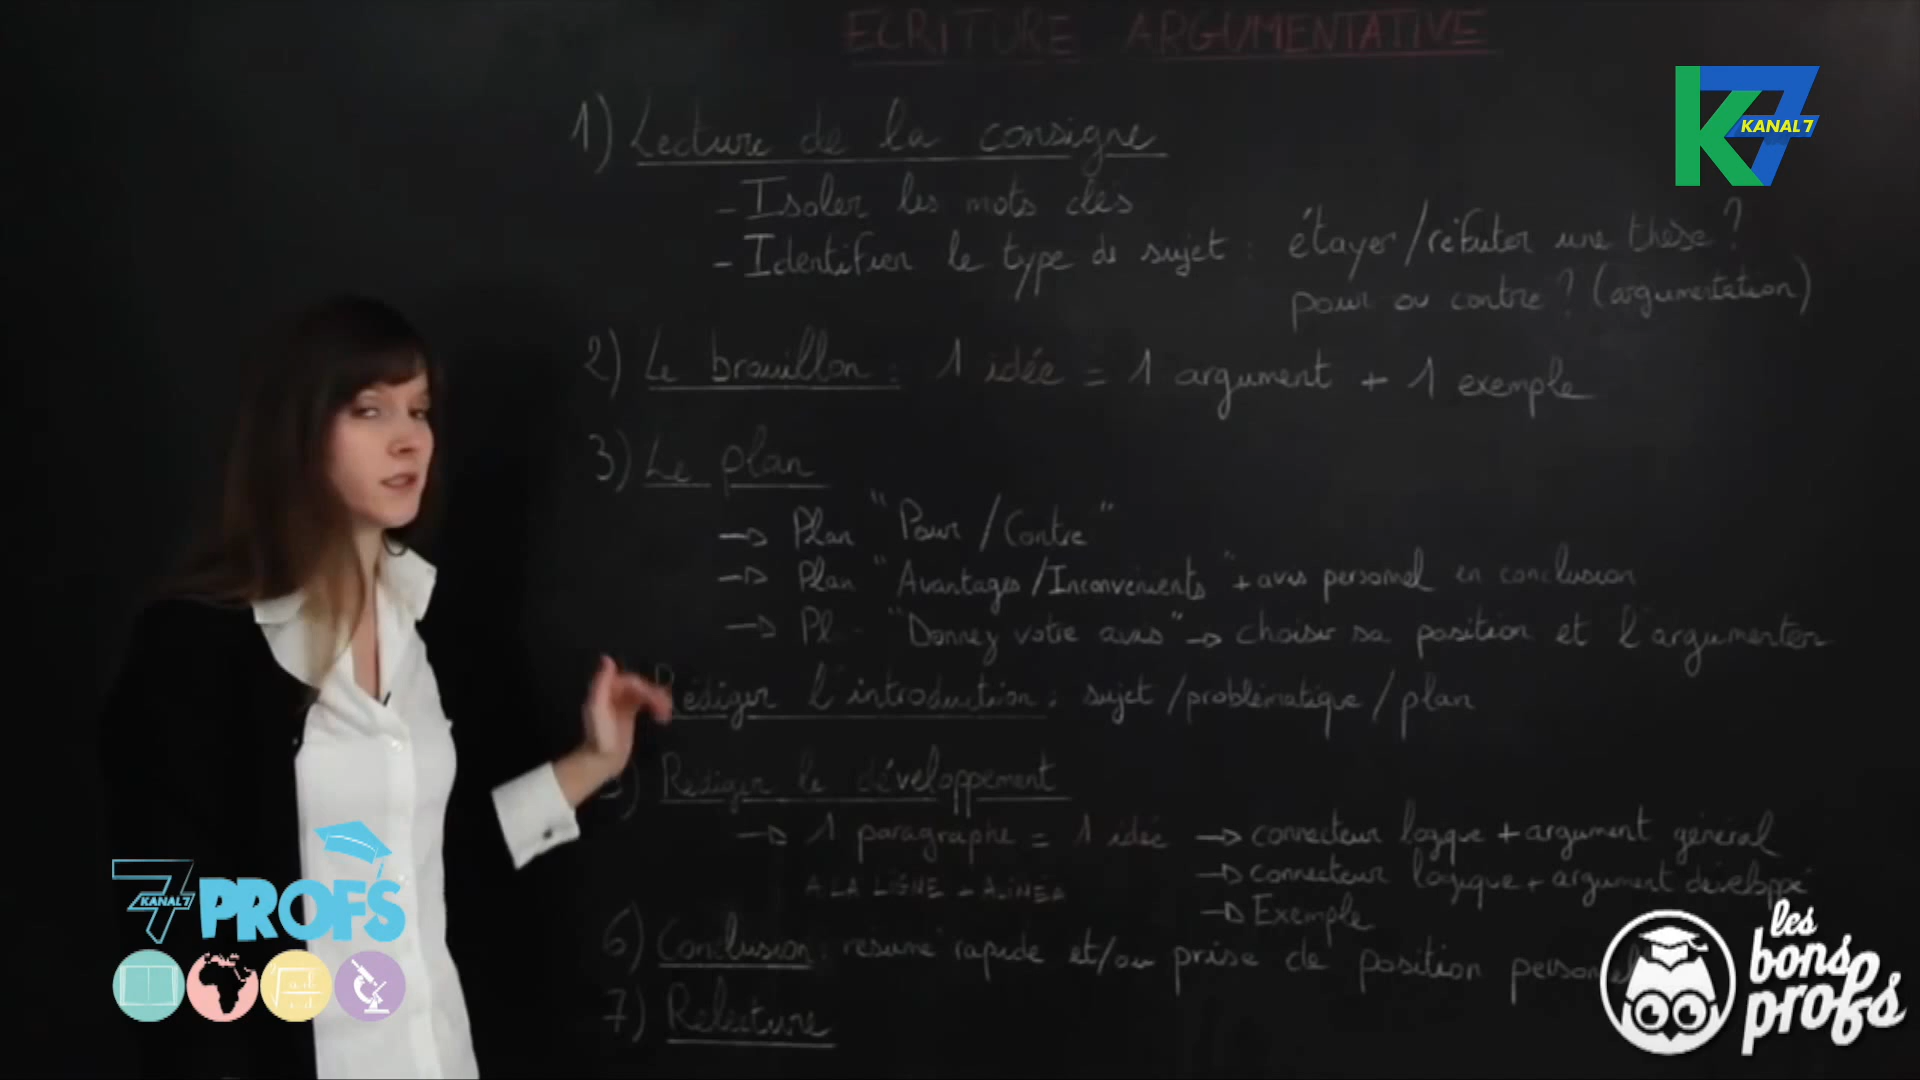 ECRITURE ARGUMENTATIVE
1) Lecture de la consigne
- Isoler les mots clés
- Identifier le type de sujet : étayer/réfuter une thèse ?
pour ou contre ? (argumentation)
2) Le brouillon : 1 idée = 1 argument + 1 exemple
3) Le plan
→ Plan "Pour / Contre"
→ Plan "Avantages/Inconvénients" + avis personnel en conclusion
→ Pl "Donnez votre avis" → choisir sa position et l'argumenter
Rédiger l'introduction : sujet /problématique / plan
) Rédiger le développement
→ 1 paragraphe = 1 idée → connecteur logique + argument général
→ connecteur logique + argument développé
A LA LIGNE + ALINÉA
→ Exemple
6) Conclusion : résumé rapide et/ou prise de position person
7) Relecture
K7 KANAL 7
7 KANAL 7 PROFS
les bons profs